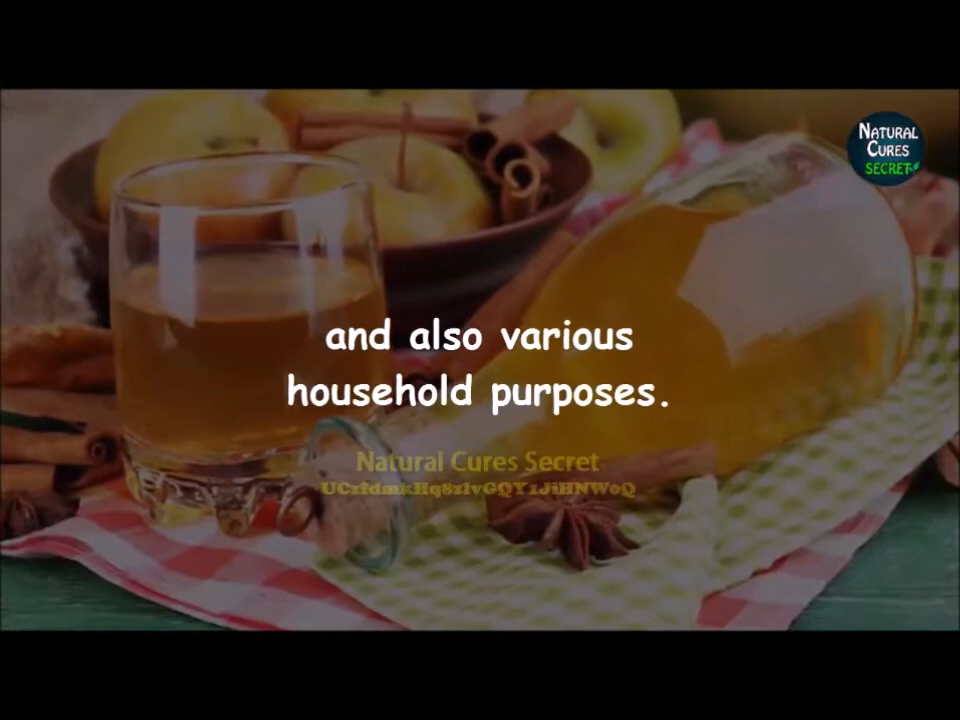 NATURAL
CURES
SECRET
and also various
household purposes.
Natural Cures Secret